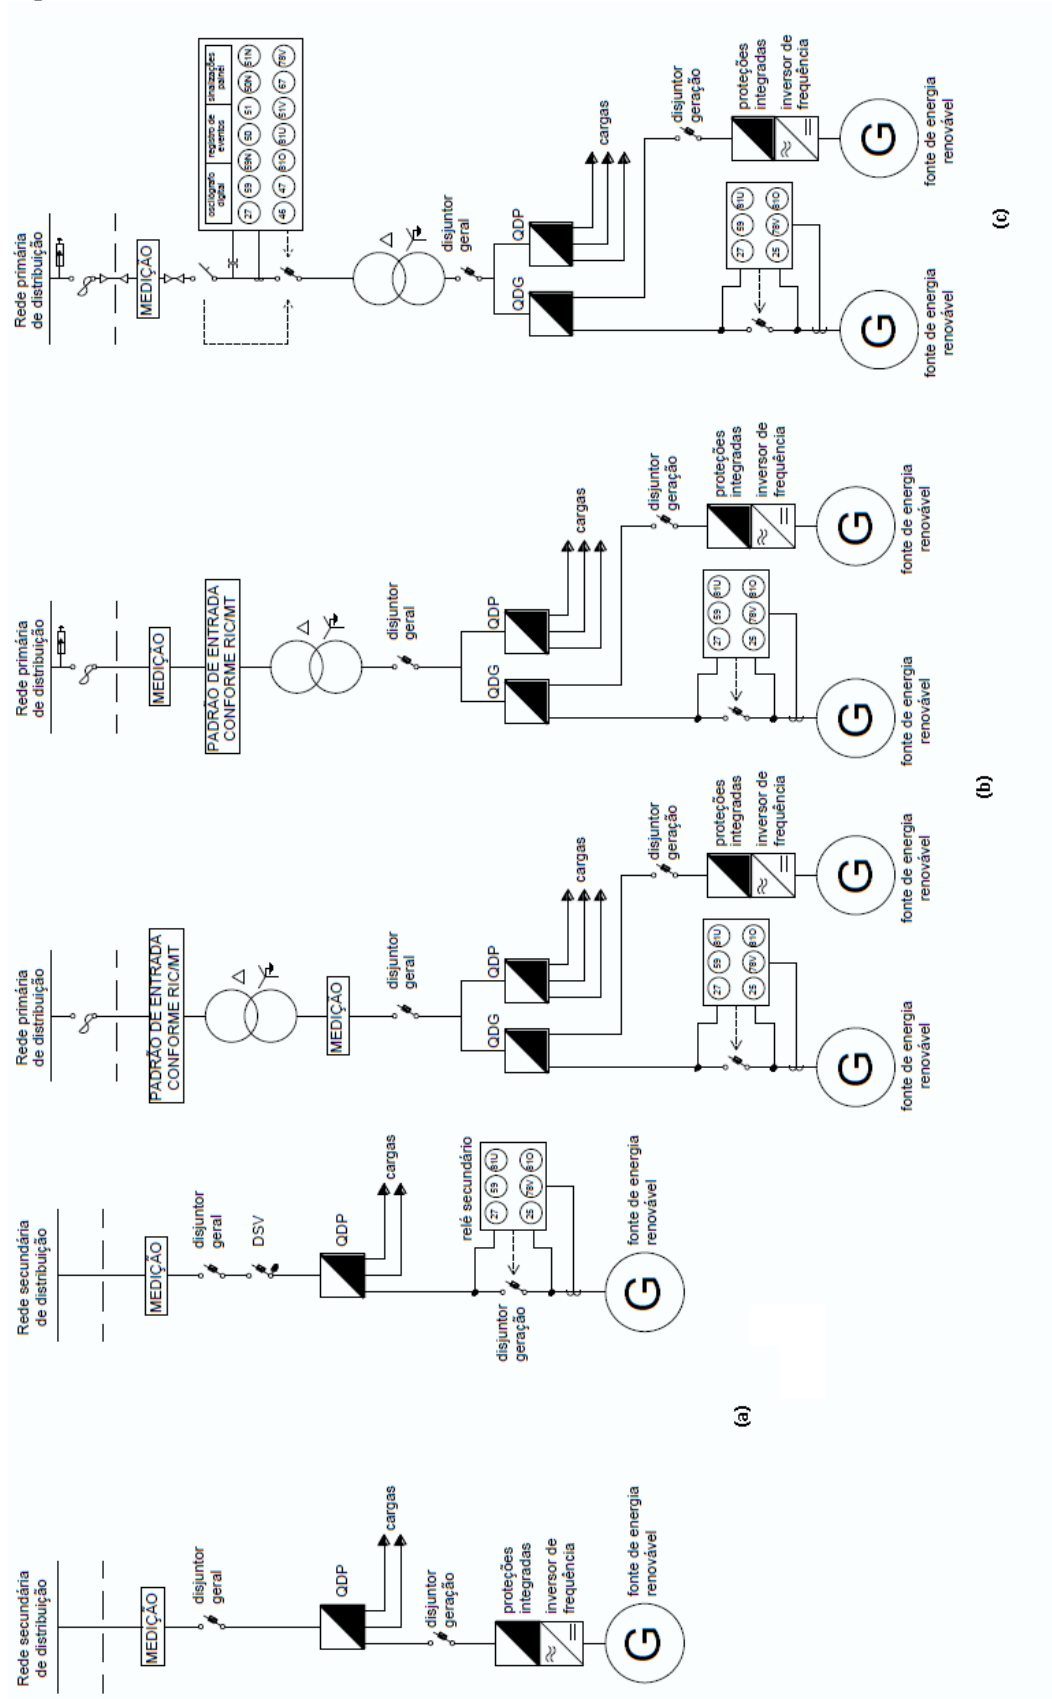 Rede secundária
de distribuição
MEDIÇÃO
disjuntor
geral
QDP
cargas
disjuntor
geração
proteções
integradas
inversor de
frequência
G
fonte de energia
renovável
Rede secundária
de distribuição
MEDIÇÃO
disjuntor
geral
DSV
QDP
cargas
relé secundário
27 59 81U
25 78V 81O
disjuntor
geração
G
fonte de energia
renovável
(a)
Rede primária
de distribuição
PADRÃO DE ENTRADA
CONFORME RIC/MT
MEDIÇÃO
disjuntor
geral
QDG
QDP
cargas
disjuntor
geração
27 59 81U
25 78V 81O
proteções
integradas
inversor de
frequência
G
fonte de energia
renovável
G
fonte de energia
renovável
Rede primária
de distribuição
MEDIÇÃO
PADRÃO DE ENTRADA
CONFORME RIC/MT
disjuntor
geral
QDG
QDP
cargas
disjuntor
geração
27 59 81U
25 78V 81O
proteções
integradas
inversor de
frequência
G
fonte de energia
renovável
G
fonte de energia
renovável
(b)
Rede primária
de distribuição
MEDIÇÃO
oscilógrafo
digital
registro de
eventos
sinalizações
painel
27 59 59N 50 51 50N 51N
46 47 81O 81U 51V 67 78V
disjuntor
geral
QDG
QDP
cargas
disjuntor
geração
27 59 81U
25 78V 81O
proteções
integradas
inversor de
frequência
G
fonte de energia
renovável
G
fonte de energia
renovável
(c)